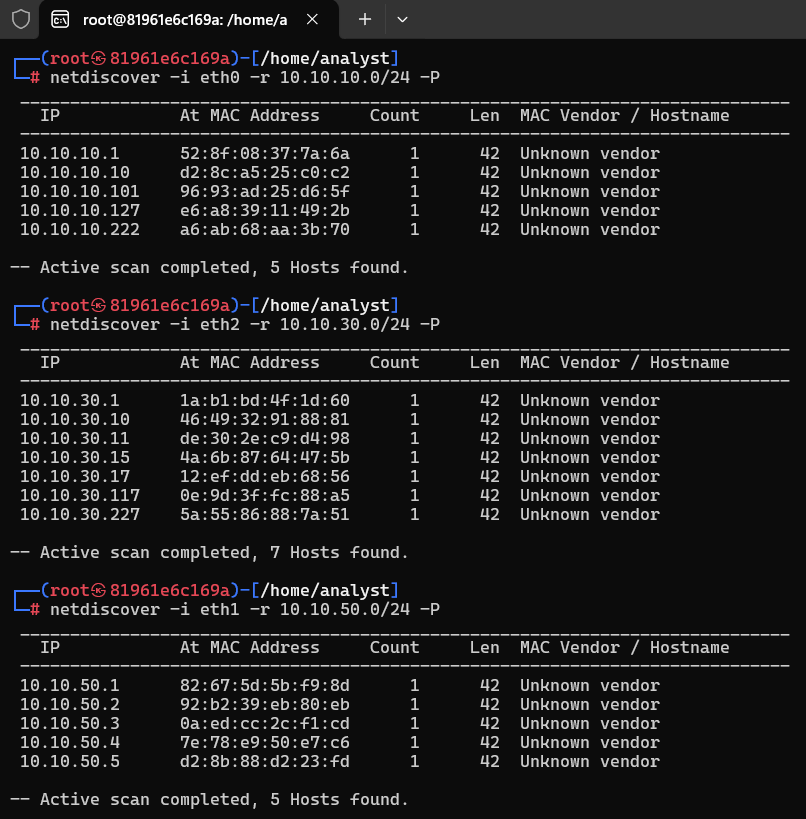 root@81961e6c169a: /home/a
┌──(root㉿81961e6c169a)-[/home/analyst]
└─# netdiscover -i eth0 -r 10.10.10.0/24 -P
IP At MAC Address Count Len MAC Vendor / Hostname
10.10.10.1 52:8f:08:37:7a:6a 1 42 Unknown vendor
10.10.10.10 d2:8c:a5:25:c0:c2 1 42 Unknown vendor
10.10.10.101 96:93:ad:25:d6:5f 1 42 Unknown vendor
10.10.10.127 e6:a8:39:11:49:2b 1 42 Unknown vendor
10.10.10.222 a6:ab:68:aa:3b:70 1 42 Unknown vendor
-- Active scan completed, 5 Hosts found.
┌──(root㉿81961e6c169a)-[/home/analyst]
└─# netdiscover -i eth2 -r 10.10.30.0/24 -P
IP At MAC Address Count Len MAC Vendor / Hostname
10.10.30.1 1a:b1:bd:4f:1d:60 1 42 Unknown vendor
10.10.30.10 46:49:32:91:88:81 1 42 Unknown vendor
10.10.30.11 de:30:2e:c9:d4:98 1 42 Unknown vendor
10.10.30.15 4a:6b:87:64:47:5b 1 42 Unknown vendor
10.10.30.17 12:ef:dd:eb:68:56 1 42 Unknown vendor
10.10.30.117 0e:9d:3f:fc:88:a5 1 42 Unknown vendor
10.10.30.227 5a:55:86:88:7a:51 1 42 Unknown vendor
-- Active scan completed, 7 Hosts found.
┌──(root㉿81961e6c169a)-[/home/analyst]
└─# netdiscover -i eth1 -r 10.10.50.0/24 -P
IP At MAC Address Count Len MAC Vendor / Hostname
10.10.50.1 82:67:5d:5b:f9:8d 1 42 Unknown vendor
10.10.50.2 92:b2:39:eb:80:eb 1 42 Unknown vendor
10.10.50.3 0a:ed:cc:2c:f1:cd 1 42 Unknown vendor
10.10.50.4 7e:78:e9:50:e7:c6 1 42 Unknown vendor
10.10.50.5 d2:8b:88:d2:23:fd 1 42 Unknown vendor
-- Active scan completed, 5 Hosts found.